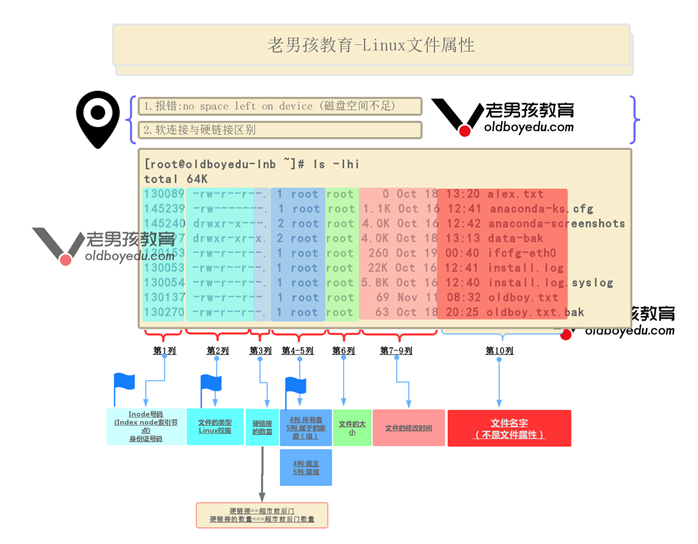 老男孩教育-Linux文件属性
1.报错:no space left on device (磁盘空间不足)
2.软连接与硬链接区别
老男孩教育
oldboyedu.com
[root@oldboyedu-lnb ~]# ls -lhi
total 64K
130089 -rw-r--r--. 1 root root 0 Oct 18 13:20 alex.txt
145239 -rw-------. 1 root root 1.1K Oct 16 12:41 anaconda-ks.cfg
145240 drwxr-x---. 2 root root 4.0K Oct 16 12:42 anaconda-screenshots
drwxr-xr-x. 2 root root 4.0K Oct 18 13:13 data-bak
-rw-r--r--. 1 root root 260 Oct 19 00:40 ifcfg-eth0
130053 -rw-r--r--. 1 root root 22K Oct 16 12:41 install.log
130054 -rw-r--r--. 1 root root 5.8K Oct 16 12:40 install.log.syslog
130137 -rw-r--r--. 1 root root 69 Nov 11 08:32 oldboy.txt
130270 -rw-r--r--. 1 root root 63 Oct 18 20:25 oldboy.txt.bak
老男孩教育
oldboyedu.com
男孩教育
oldboyedu.com
第1列 第2列 第3列 第4-5列 第6列 第7-9列 第10列
Inode号码
(Index node索引节
点)
身份证号码
文件的类型
Linux权限
硬链接
的数量
4列:所有者
5列:属于的家
庭（组）
4列:属主
5列:属组
文件的大
小
文件的修改时间
文件名字
（不是文件属性）
硬链接==超市前后门
硬链接的数量===超市前后门数量